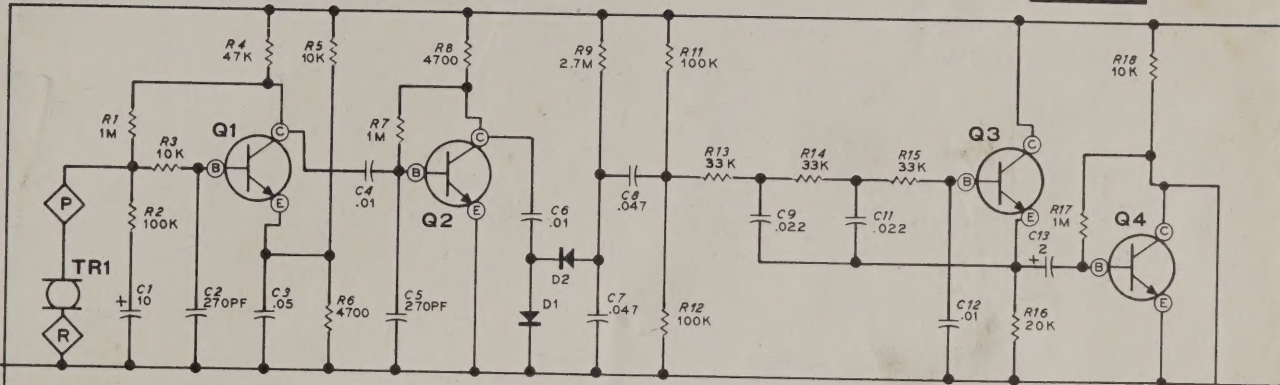 R4
47K
R5
10K
R8
4700
R9
2.7M
R11
100K
R18
10K
R1
1M
R3
10K
Q1
C
B
E
R7
1M
C4
.01
B
C
E
Q2
R13
33K
R14
33K
R15
33K
Q3
C
B
E
P
R2
100K
C6
.01
C8
.047
C9
.022
C11
.022
R17
1M
Q4
C
B
E
C13
+ 2
TR1
R
+ C1
10
C2
270PF
C3
.05
R6
4700
C5
270PF
D2
D1
C7
.047
R12
100K
C12
.01
R16
20K